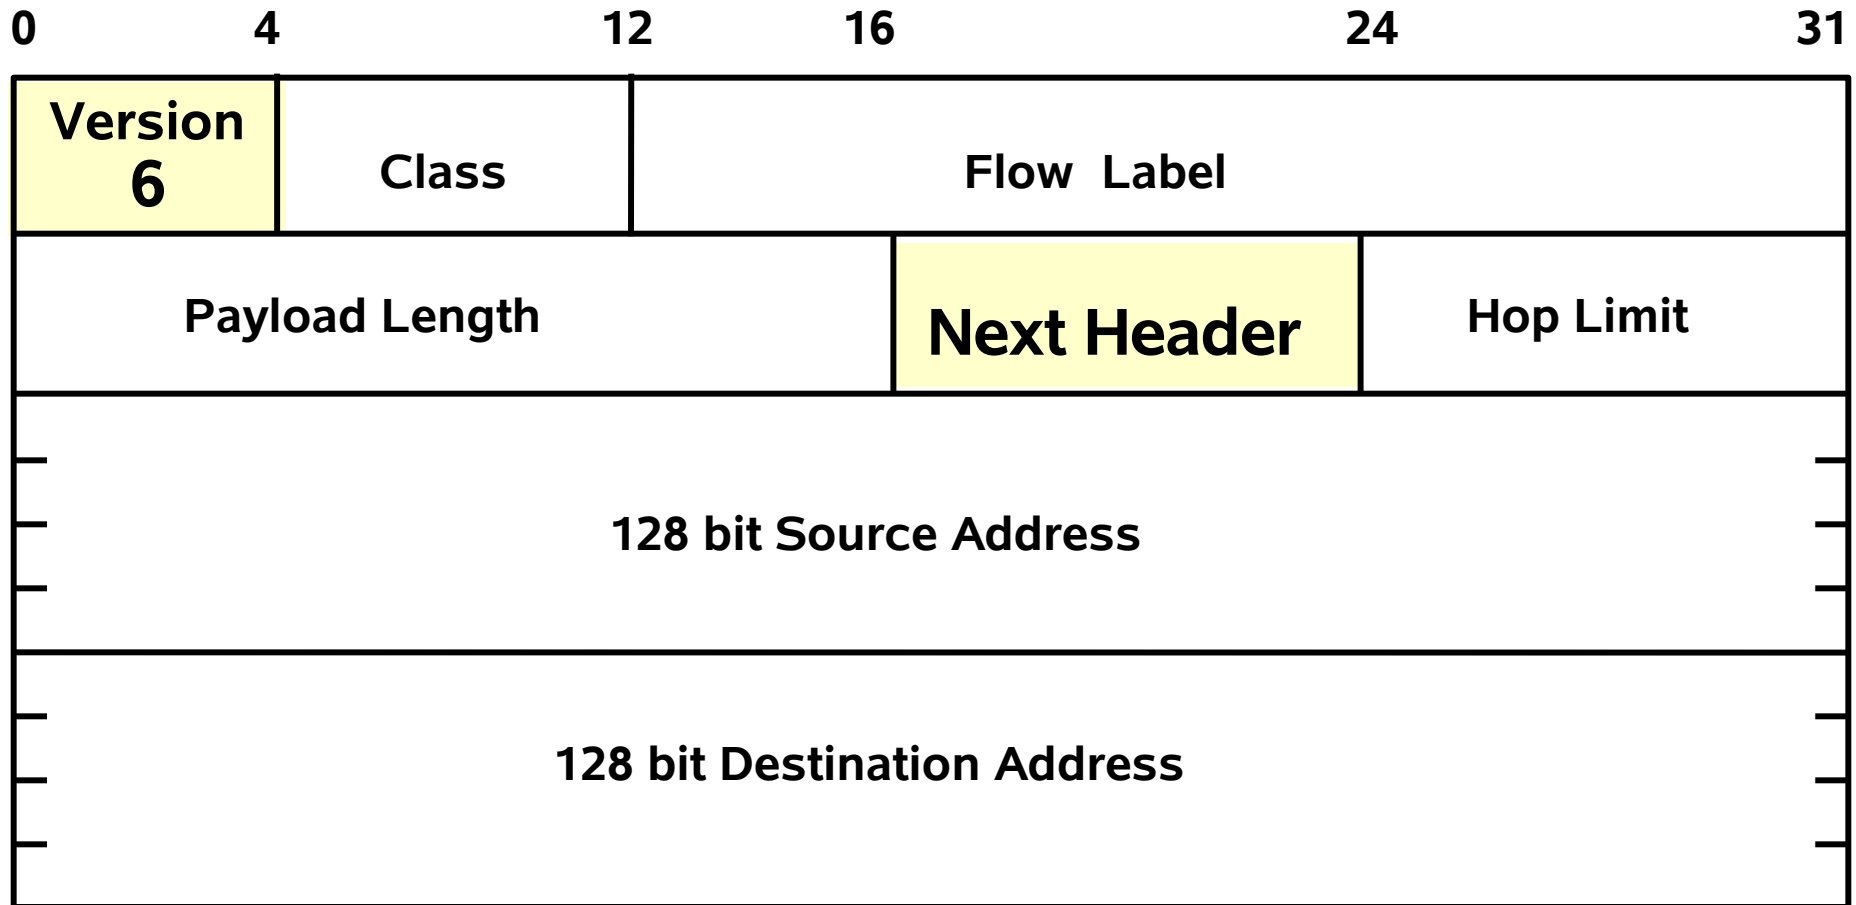 0 4 12 16 24 31
Version
6
Class
Flow Label
Payload Length
Next Header
Hop Limit
128 bit Source Address
128 bit Destination Address